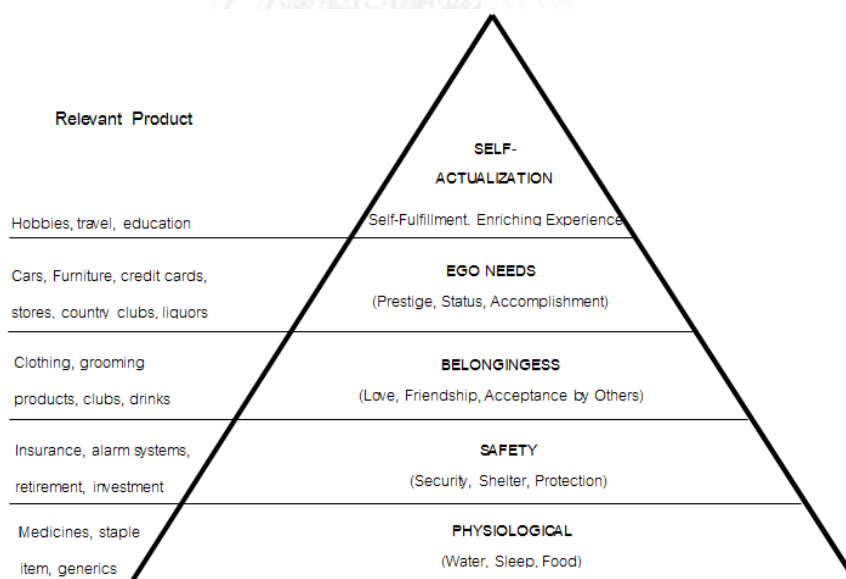 Relevant Product
SELF-
ACTUALIZATION
Hobbies, travel, education
Self-Fulfillment. Enriching Experience
Cars, Furniture, credit cards,
stores, country clubs, liquors
EGO NEEDS
(Prestige, Status, Accomplishment)
Clothing, grooming
products, clubs, drinks
BELONGINGESS
(Love, Friendship, Acceptance by Others)
Insurance, alarm systems,
retirement, investment
SAFETY
(Security, Shelter, Protection)
Medicines, staple
item, generics
PHYSIOLOGICAL
(Water, Sleep, Food)